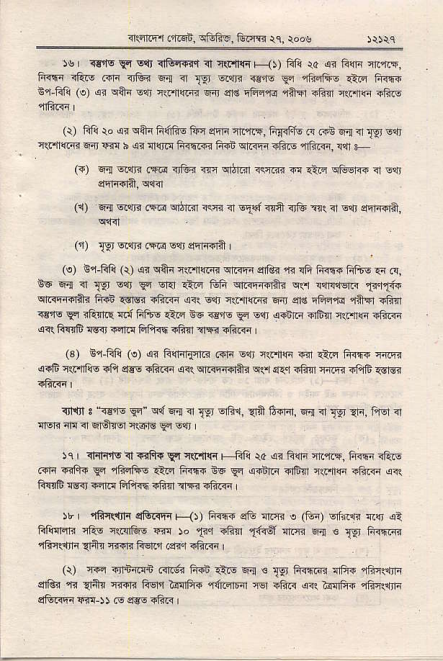 বাংলাদেশ গেজেট, অতিরিক্ত, ডিসেম্বর ২৭, ২০০৬ ১২১২৭
১৬। বস্তুগত ভুল তথ্য বাতিলকরণ বা সংশোধন।—(১) বিধি ২৫ এর বিধান সাপেক্ষে,
নিবন্ধন বহিতে কোন ব্যক্তির জন্ম বা মৃত্যু তথ্যের বস্তুগত ভুল পরিলক্ষিত হইলে নিবন্ধক
উপ-বিধি (৩) এর অধীন তথ্য সংশোধনের জন্য প্রাপ্ত দলিলপত্র পরীক্ষা করিয়া সংশোধন করিতে
পারিবেন।
(২) বিধি ২০ এর অধীন নির্ধারিত ফিস প্রদান সাপেক্ষে, নিম্নবর্ণিত যে কেউ জন্ম বা মৃত্যু তথ্য
সংশোধনের জন্য ফরম ৯ এর মাধ্যমে নিবন্ধকের নিকট আবেদন করিতে পারিবেন, যথা ঃ—
(ক) জন্ম তথ্যের ক্ষেত্রে ব্যক্তির বয়স আঠারো বৎসরের কম হইলে অভিভাবক বা তথ্য
প্রদানকারী, অথবা
(খ) জন্ম তথ্যের ক্ষেত্রে আঠারো বৎসর বা তদূর্ধ্ব বয়সী ব্যক্তি স্বয়ং বা তথ্য প্রদানকারী,
অথবা
(গ) মৃত্যু তথ্যের ক্ষেত্রে তথ্য প্রদানকারী।
(৩) উপ-বিধি (২) এর অধীন সংশোধনের আবেদন প্রাপ্তির পর যদি নিবন্ধক নিশ্চিত হন যে,
উক্ত জন্ম বা মৃত্যু তথ্য ভুল তাহা হইলে তিনি আবেদনকারীর অংশ যথাযথভাবে পূরণপূর্বক
আবেদনকারীর নিকট হস্তান্তর করিবেন এবং তথ্য সংশোধনের জন্য প্রাপ্ত দলিলপত্র পরীক্ষা করিয়া
বস্তুগত ভুল রহিয়াছে মর্মে নিশ্চিত হইলে উক্ত বস্তুগত ভুল তথ্য একটানে কাটিয়া সংশোধন করিবেন
এবং বিষয়টি মন্তব্য কলামে লিপিবদ্ধ করিয়া স্বাক্ষর করিবেন।
(৪) উপ-বিধি (৩) এর বিধানানুসারে কোন তথ্য সংশোধন করা হইলে নিবন্ধক সনদের
একটি সংশোধিত কপি প্রস্তুত করিবেন এবং আবেদনকারীর অংশ গ্রহণ করিয়া সনদের কপিটি হস্তান্তর
করিবেন।
ব্যাখ্যা ঃ "বস্তুগত ভুল" অর্থ জন্ম বা মৃত্যু তারিখ, স্থায়ী ঠিকানা, জন্ম বা মৃত্যু স্থান, পিতা বা
মাতার নাম বা জাতীয়তা সংক্রান্ত ভুল তথ্য।
১৭। বানানগত বা করণিক ভুল সংশোধন।—বিধি ২৫ এর বিধান সাপেক্ষে, নিবন্ধন বহিতে
কোন করণিক ভুল পরিলক্ষিত হইলে নিবন্ধক উক্ত ভুল একটানে কাটিয়া সংশোধন করিবেন এবং
বিষয়টি মন্তব্য কলামে লিপিবদ্ধ করিয়া স্বাক্ষর করিবেন।
১৮। পরিসংখ্যান প্রতিবেদন।—(১) নিবন্ধক প্রতি মাসের ৩ (তিন) তারিখের মধ্যে এই
বিধিমালার সহিত সংযোজিত ফরম ১০ পূরণ করিয়া পূর্ববর্তী মাসের জন্ম ও মৃত্যু নিবন্ধনের
পরিসংখ্যান স্থানীয় সরকার বিভাগে প্রেরণ করিবেন।
(২) সকল ক্যান্টনমেন্ট বোর্ডের নিকট হইতে জন্ম ও মৃত্যু নিবন্ধনের মাসিক পরিসংখ্যান
প্রাপ্তির পর স্থানীয় সরকার বিভাগ ত্রৈমাসিক পর্যালোচনা সভা করিবে এবং ত্রৈমাসিক পরিসংখ্যান
প্রতিবেদন ফরম-১১ তে প্রস্তুত করিবে।